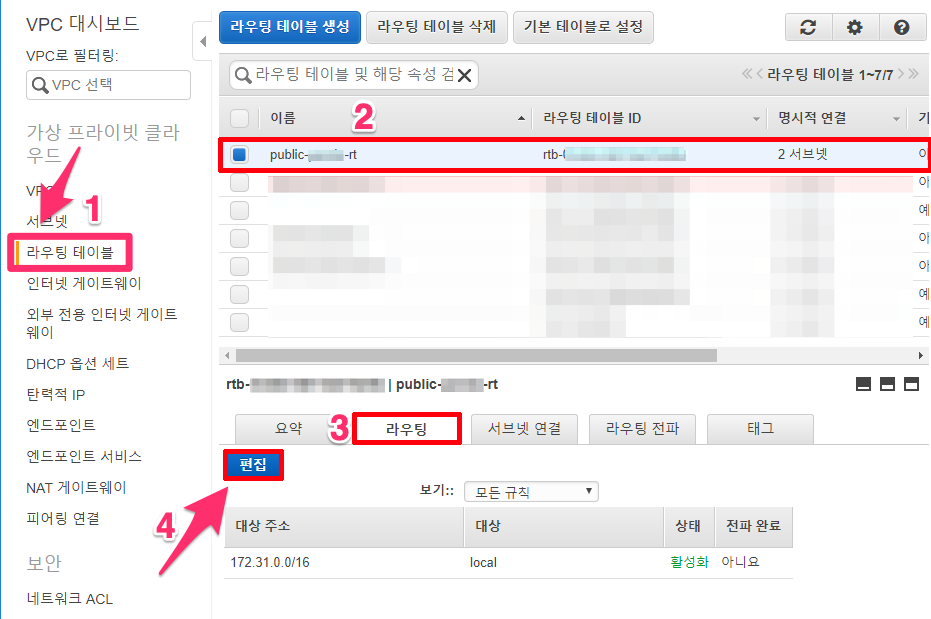 VPC 대시보드
VPC로 필터링:
VPC 선택
가상 프라이빗 클라
우드
VPC
서브넷
1
라우팅 테이블
인터넷 게이트웨이
외부 전용 인터넷 게이트
웨이
DHCP 옵션 세트
탄력적 IP
엔드포인트
엔드포인트 서비스
NAT 게이트웨이
피어링 연결
보안
네트워크 ACL
라우팅 테이블 생성 라우팅 테이블 삭제 기본 테이블로 설정
라우팅 테이블 및 해당 속성 검 라우팅 테이블 1~7/7
이름 2 라우팅 테이블 ID 명시적 연결
public- -rt rtb- 2 서브넷 아
아
예
아
아
예
예
rtb- | public- -rt
요약 3 라우팅 서브넷 연결 라우팅 전파 태그
편집
4
보기:: 모든 규칙
대상 주소 대상 상태 전파 완료
172.31.0.0/16 local 활성화 아니요